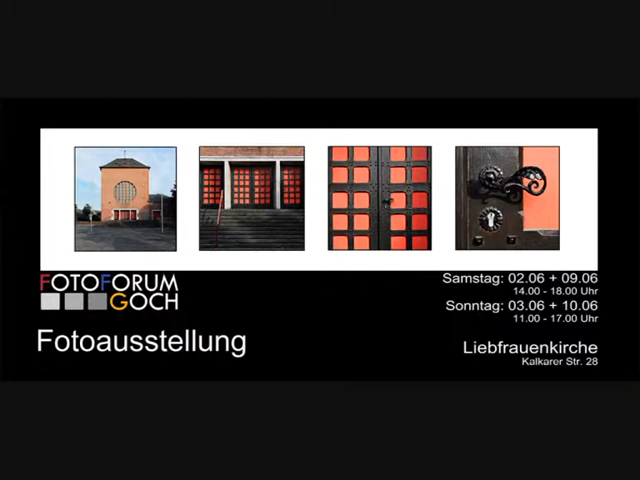 FOTOFORUM
GOCH
Fotoausstellung
Samstag: 02.06 + 09.06
14.00 - 18.00 Uhr
Sonntag: 03.06 + 10.06
11.00 - 17.00 Uhr
Liebfrauenkirche
Kalkarer Str. 28